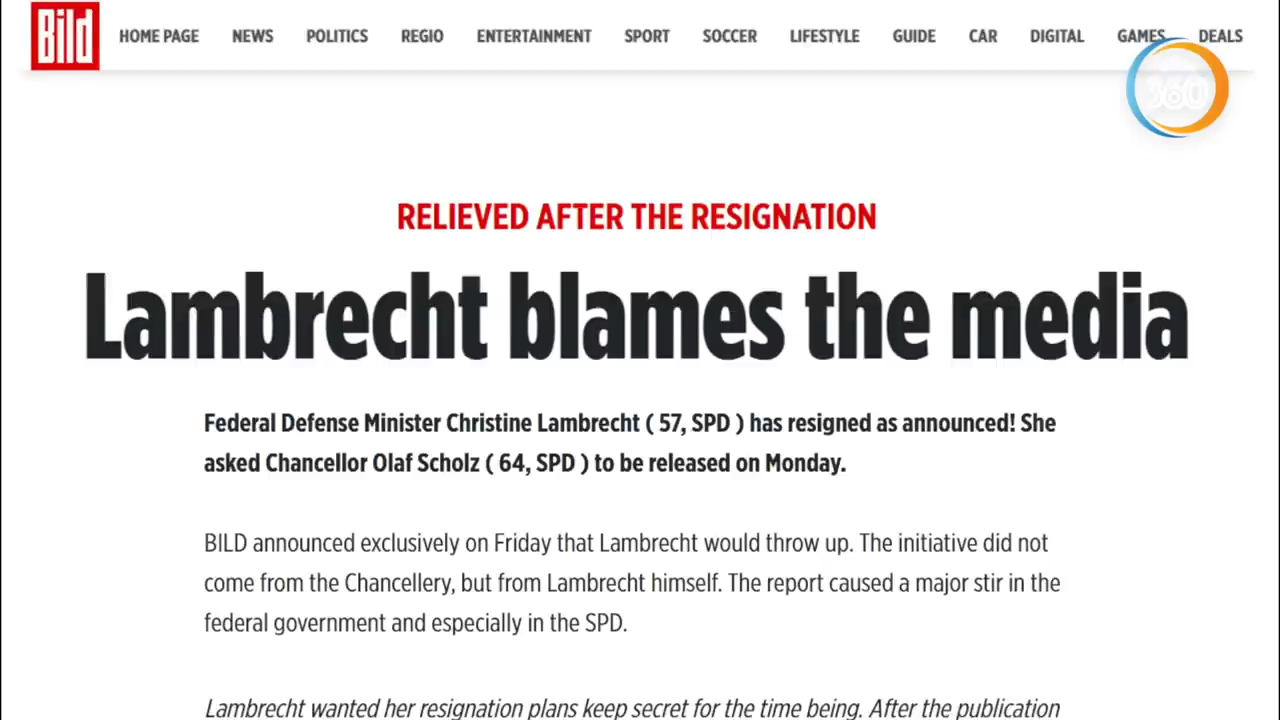 Bild HOME PAGE NEWS POLITICS REGIO ENTERTAINMENT SPORT SOCCER LIFESTYLE GUIDE CAR DIGITAL GAMES DEALS
360
RELIEVED AFTER THE RESIGNATION
Lambrecht blames the media
Federal Defense Minister Christine Lambrecht ( 57, SPD ) has resigned as announced! She
asked Chancellor Olaf Scholz ( 64, SPD ) to be released on Monday.
BILD announced exclusively on Friday that Lambrecht would throw up. The initiative did not
come from the Chancellery, but from Lambrecht himself. The report caused a major stir in the
federal government and especially in the SPD.
Lambrecht wanted her resignation plans keep secret for the time being. After the publication